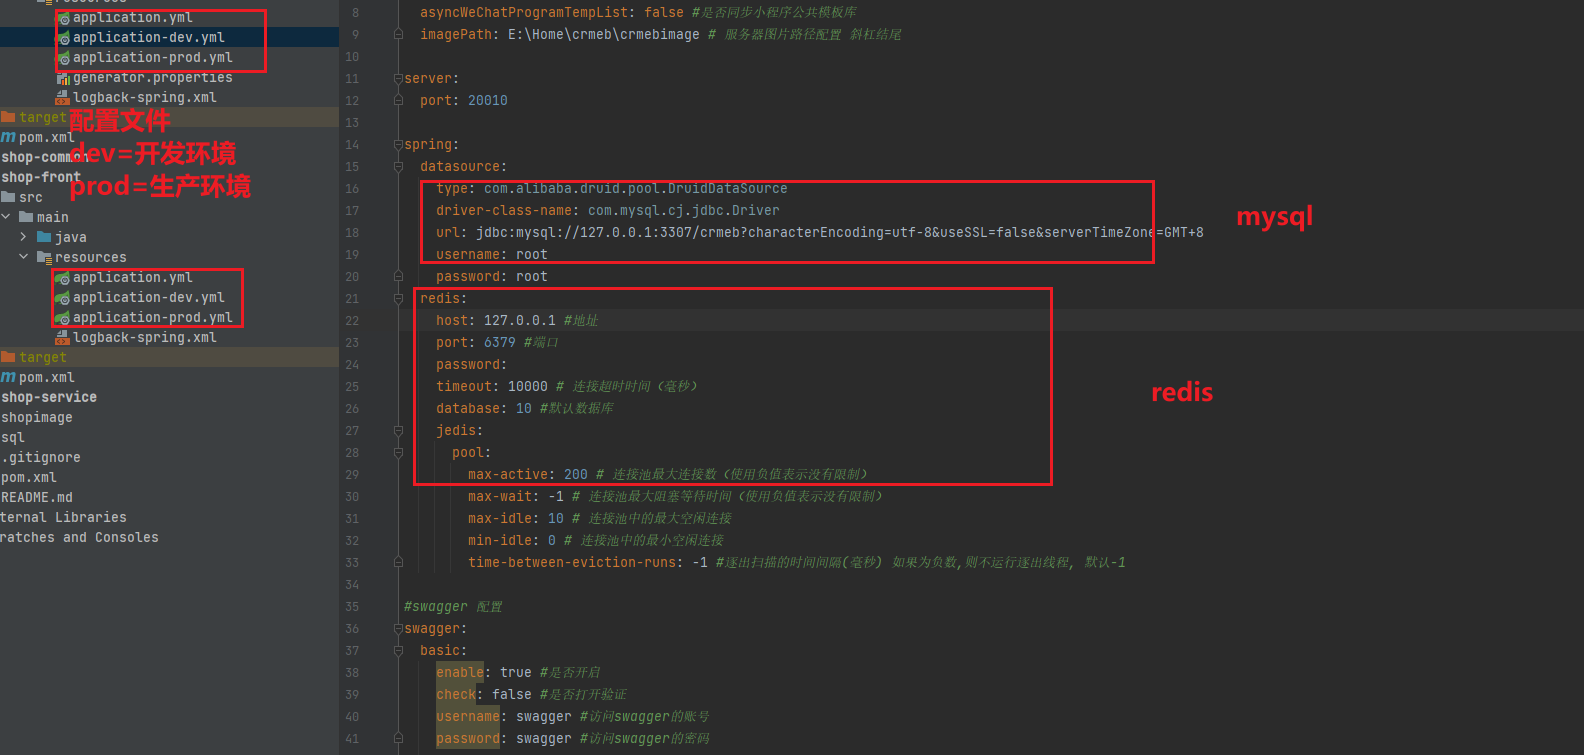 resources
application.yml
application-dev.yml
application-prod.yml
generator.properties
logback-spring.xml
target
配置文件
pom.xml
dev=开发环境
shop-common
shop-front
prod=生产环境
src
main
java
resources
application.yml
application-dev.yml
application-prod.yml
logback-spring.xml
target
pom.xml
shop-service
shopimage
sql
.gitignore
pom.xml
README.md
ternal Libraries
ratches and Consoles
8 asyncWeChatProgramTempList: false #是否同步小程序公共模板库
9 imagePath: E:\Home\crmeb\crmebimage # 服务器图片路径配置 斜杠结尾
10
11 server:
12 port: 20010
13
14 spring:
15 datasource:
16 type: com.alibaba.druid.pool.DruidDataSource
17 driver-class-name: com.mysql.cj.jdbc.Driver
mysql
18 url: jdbc:mysql://127.0.0.1:3307/crmeb?characterEncoding=utf-8&useSSL=false&serverTimeZone=GMT+8
19 username: root
20 password: root
21 redis:
22 host: 127.0.0.1 #地址
23 port: 6379 #端口
24 password:
25 timeout: 10000 # 连接超时时间（毫秒）
redis
26 database: 10 #默认数据库
27 jedis:
28 pool:
29 max-active: 200 # 连接池最大连接数（使用负值表示没有限制）
30 max-wait: -1 # 连接池最大阻塞等待时间（使用负值表示没有限制）
31 max-idle: 10 # 连接池中的最大空闲连接
32 min-idle: 0 # 连接池中的最小空闲连接
33 time-between-eviction-runs: -1 #逐出扫描的时间间隔(毫秒) 如果为负数,则不运行逐出线程, 默认-1
34
35 #swagger 配置
36 swagger:
37 basic:
38 enable: true #是否开启
39 check: false #是否打开验证
40 username: swagger #访问swagger的账号
41 password: swagger #访问swagger的密码